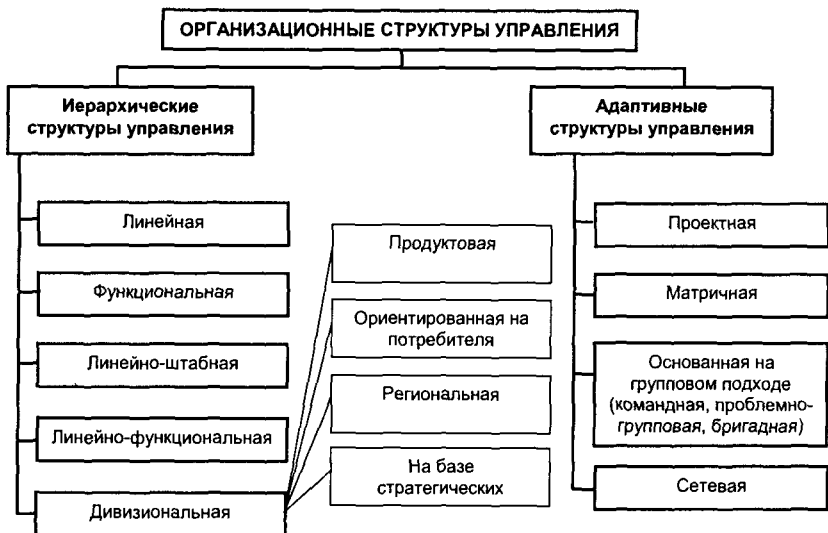 ОРГАНИЗАЦИОННЫЕ СТРУКТУРЫ УПРАВЛЕНИЯ
Иерархические
структуры управления
Линейная
Функциональная
Линейно-штабная
Линейно-функциональная
Дивизиональная
Продуктовая
Ориентированная на
потребителя
Региональная
На базе
стратегических
Адаптивные
структуры управления
Проектная
Матричная
Основанная на
групповом подходе
(командная, проблемно-
групповая, бригадная)
Сетевая